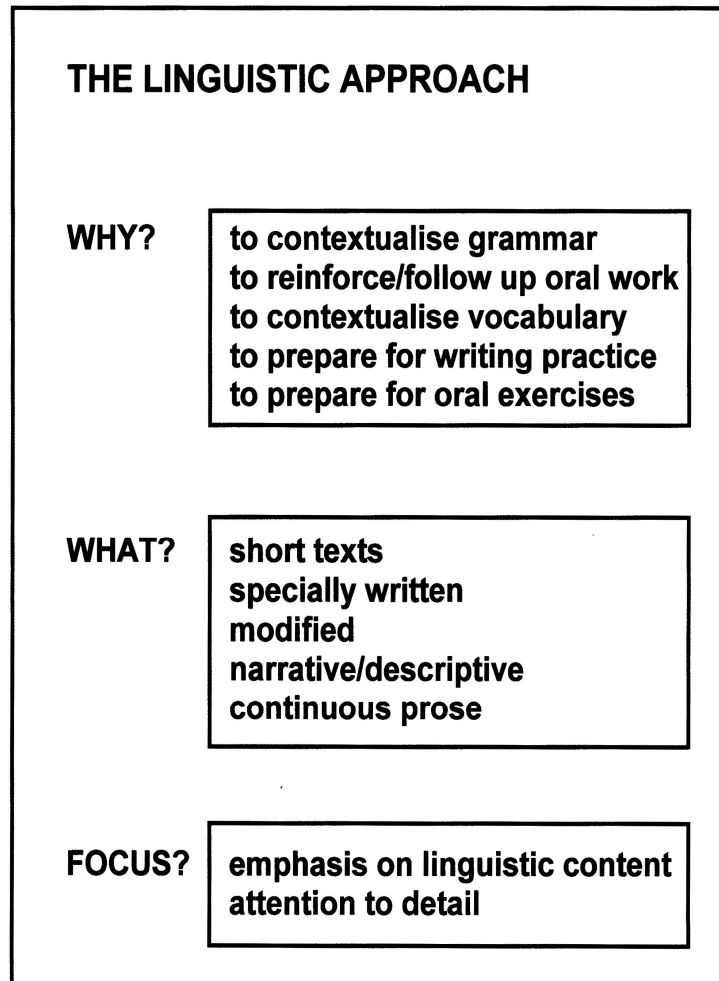 THE LINGUISTIC APPROACH
WHY?
to contextualise grammar
to reinforce/follow up oral work
to contextualise vocabulary
to prepare for writing practice
to prepare for oral exercises
WHAT?
short texts
specially written
modified
narrative/descriptive
continuous prose
FOCUS?
emphasis on linguistic content
attention to detail